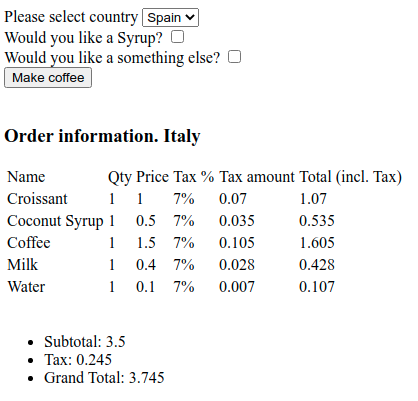 Please select country Spain
Would you like a Syrup?
Would you like a something else?
Make coffee
Order information. Italy
Name Qty Price Tax % Tax amount Total (incl. Tax)
Croissant 1 1 7% 0.07 1.07
Coconut Syrup 1 0.5 7% 0.035 0.535
Coffee 1 1.5 7% 0.105 1.605
Milk 1 0.4 7% 0.028 0.428
Water 1 0.1 7% 0.007 0.107
• Subtotal: 3.5
• Tax: 0.245
• Grand Total: 3.745